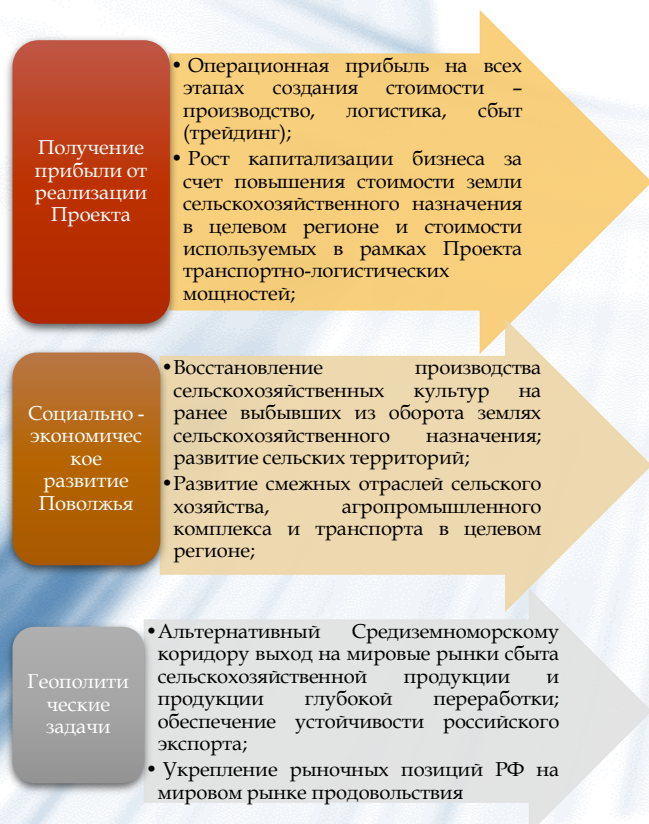 Получение
прибыли от
реализации
Проекта
• Операционная прибыль на всех
этапах создания стоимости –
производство, логистика, сбыт
(трейдинг);
• Рост капитализации бизнеса за
счет повышения стоимости земли
сельскохозяйственного назначения
в целевом регионе и стоимости
используемых в рамках Проекта
транспортно-логистических
мощностей;
Социально -
экономичес
кое
развитие
Поволжья
•Восстановление производства
сельскохозяйственных культур на
ранее выбывших из оборота землях
сельскохозяйственного назначения;
развитие сельских территорий;
•Развитие смежных отраслей сельского
хозяйства, агропромышленного
комплекса и транспорта в целевом
регионе;
Геополити
ческие
задачи
•Альтернативный Средиземноморскому
коридору выход на мировые рынки сбыта
сельскохозяйственной продукции и
продукции глубокой переработки;
обеспечение устойчивости российского
экспорта;
• Укрепление рыночных позиций РФ на
мировом рынке продовольствия